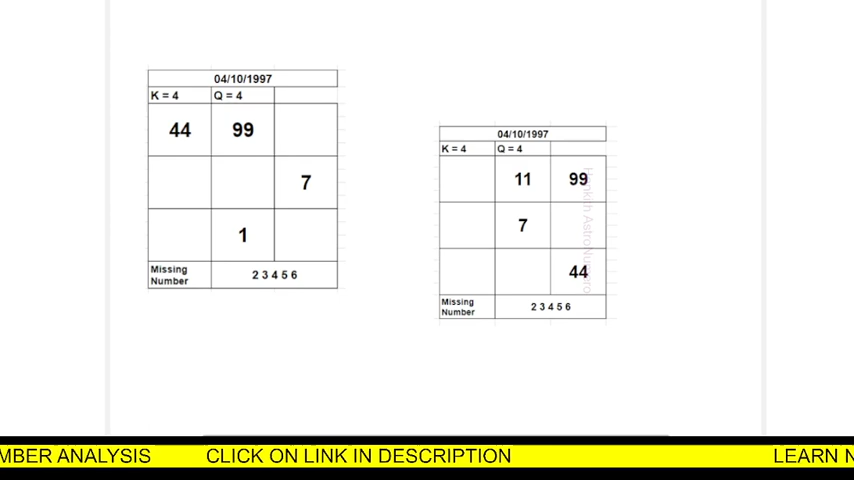 04/10/1997
K = 4 Q = 4
44 99
7
1
Missing Number 2 3 4 5 6
04/10/1997
K = 4 Q = 4
11 99
7
44
Missing Number 2 3 4 5 6
MBER ANALYSIS CLICK ON LINK IN DESCRIPTION LEARN N